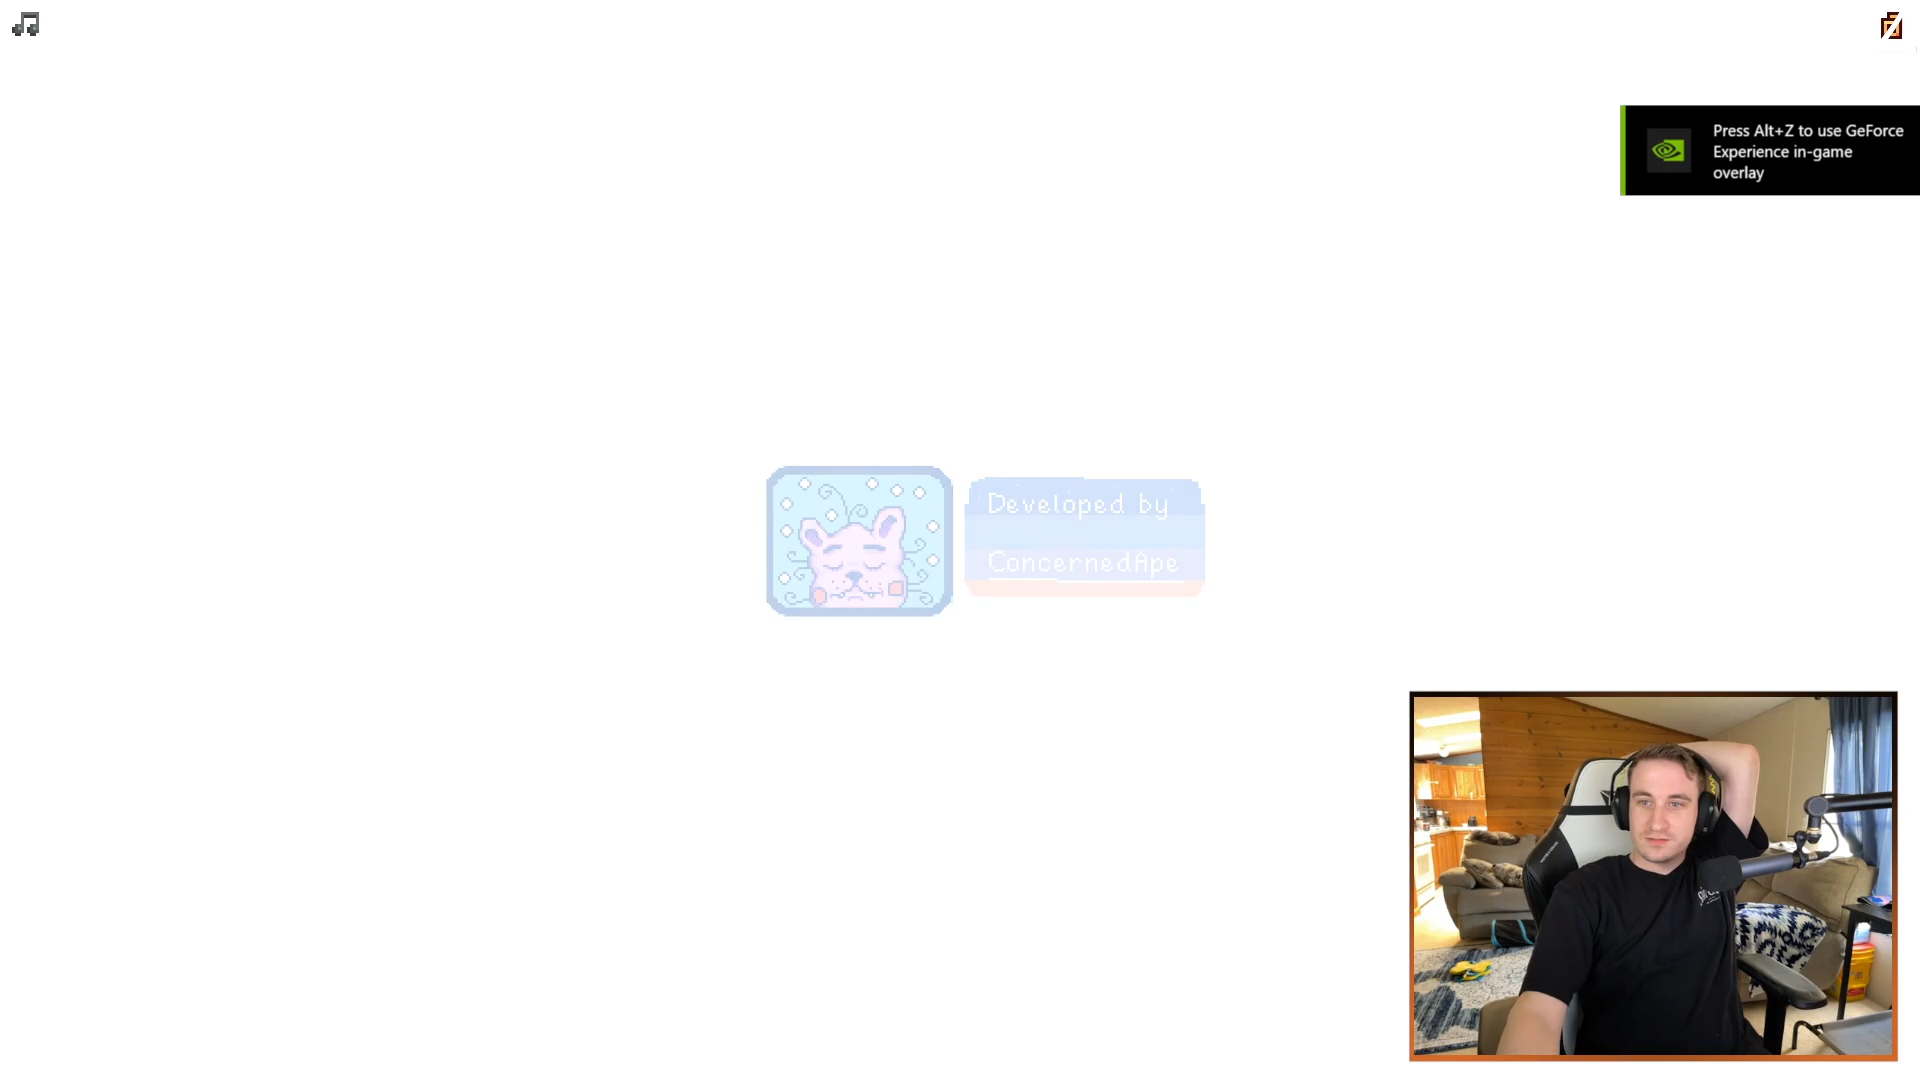 Press Alt+Z to use GeForce
Experience in-game
overlay
Developed by
ConcernedApe